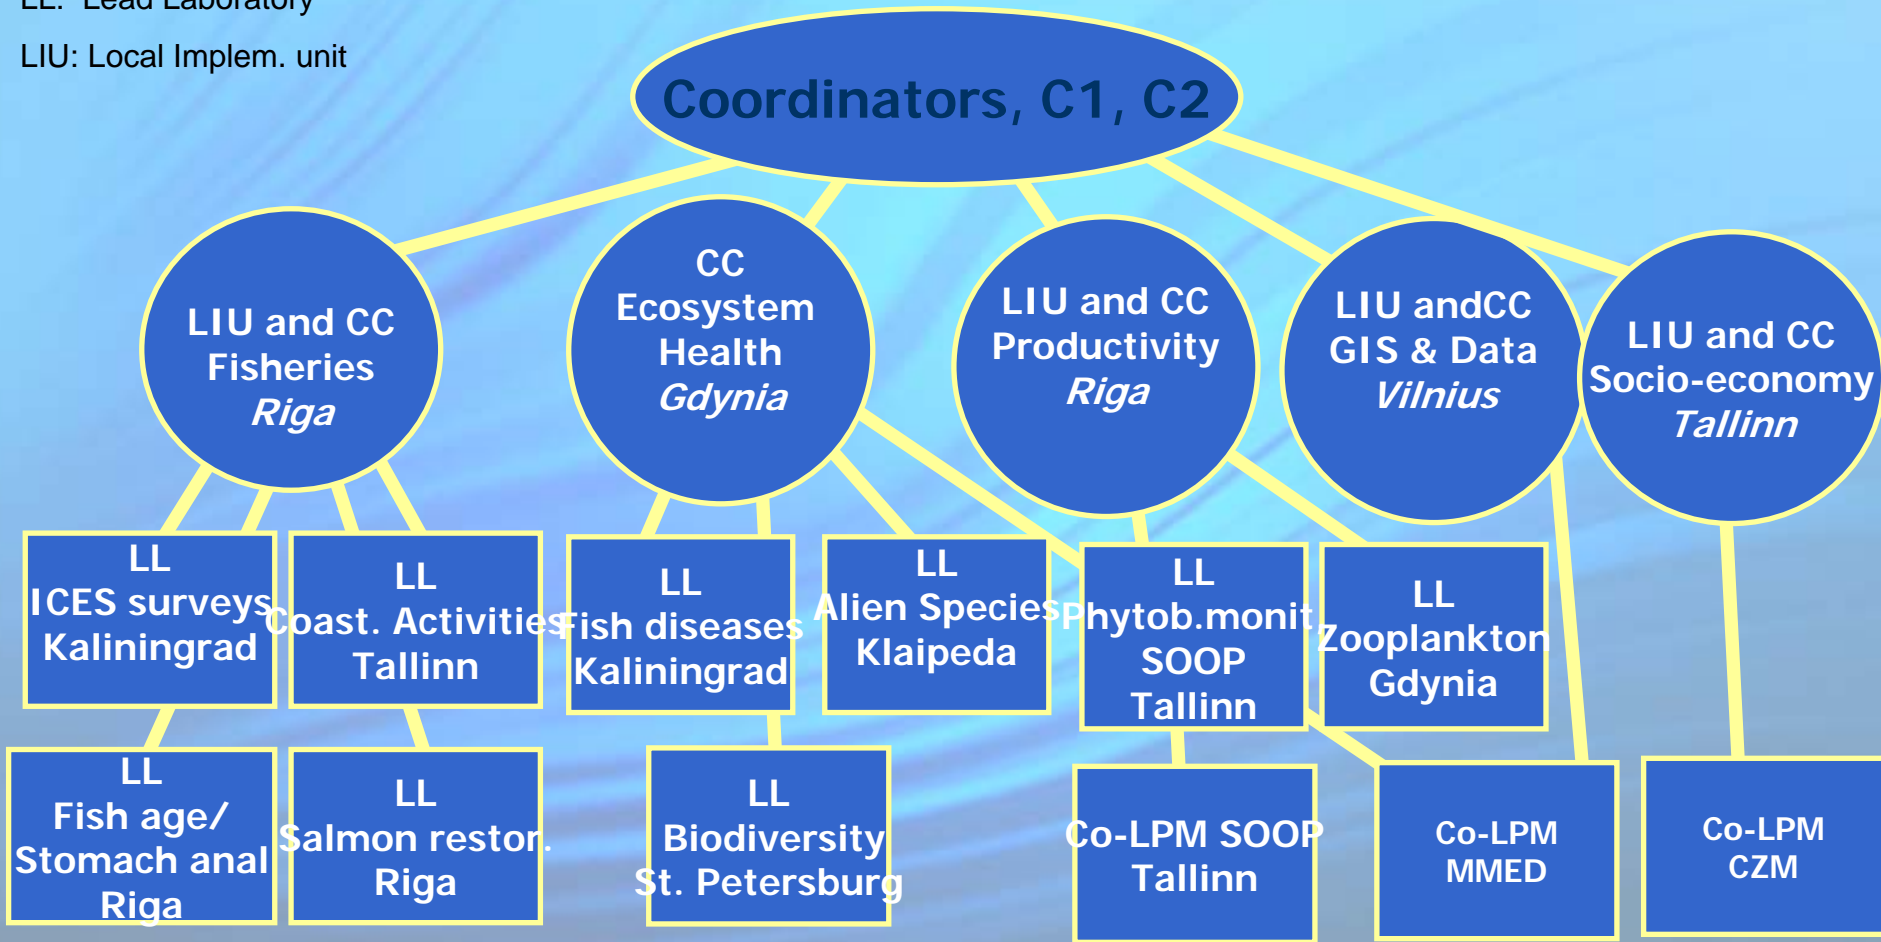 LL: Lead Laboratory
LIU: Local Implem. unit
Coordinators, C1, C2
LIU and CC
Fisheries
Riga
CC
Ecosystem
Health
Gdynia
LIU and CC
Productivity
Riga
LIU andCC
GIS & Data
Vilnius
LIU and CC
Socio-economy
Tallinn
LL
ICES surveys
Kaliningrad
LL
Coast. Activities
Tallinn
LL
Fish diseases
Kaliningrad
LL
Alien Species
Klaipeda
LL
Phytob.monit
SOOP
Tallinn
LL
Zooplankton
Gdynia
LL
Fish age/
Stomach anal
Riga
LL
Salmon restor.
Riga
LL
Biodiversity
St. Petersburg
Co-LPM SOOP
Tallinn
Co-LPM
MMED
Co-LPM
CZM